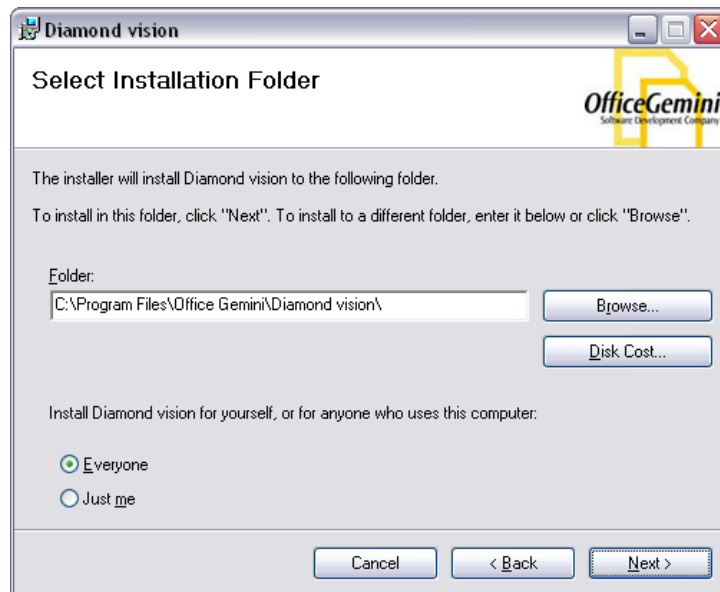 Diamond vision
Select Installation Folder
OfficeGemini
Software Development Company
The installer will install Diamond vision to the following folder.
To install in this folder, click "Next". To install to a different folder, enter it below or click "Browse".
Folder:
C:\Program Files\Office Gemini\Diamond vision\
Browse...
Disk Cost...
Install Diamond vision for yourself, or for anyone who uses this computer:
Everyone
Just me
Cancel
< Back
Next >